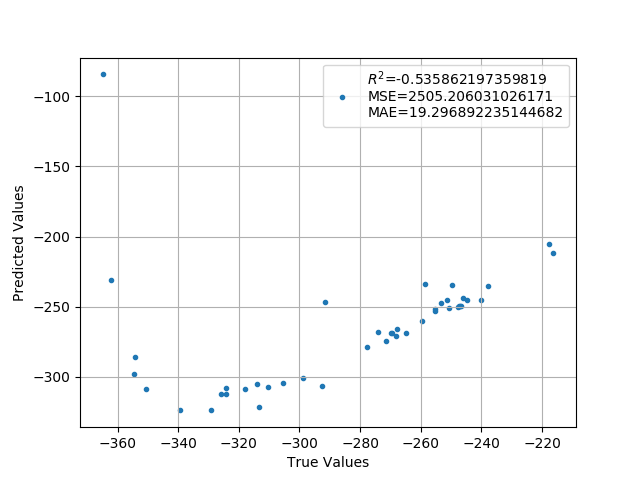 R²=-0.535862197359819
MSE=2505.206031026171
MAE=19.296892235144682
Predicted Values
−100
−150
−200
−250
−300
−360
−340
−320
−300
−280
−260
−240
−220
True Values